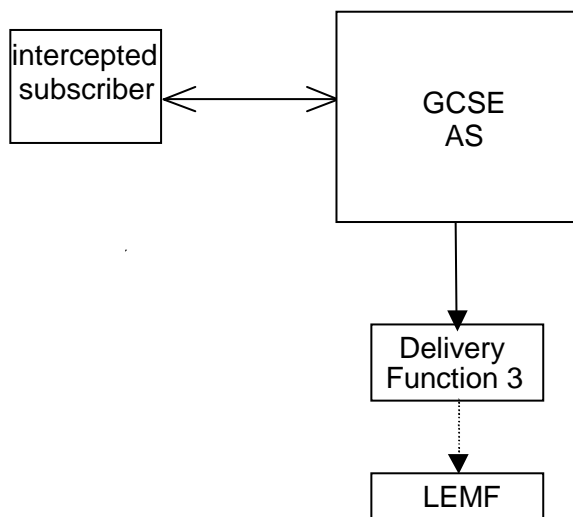 intercepted
subscriber
GCSE
AS
Delivery
Function 3
LEMF